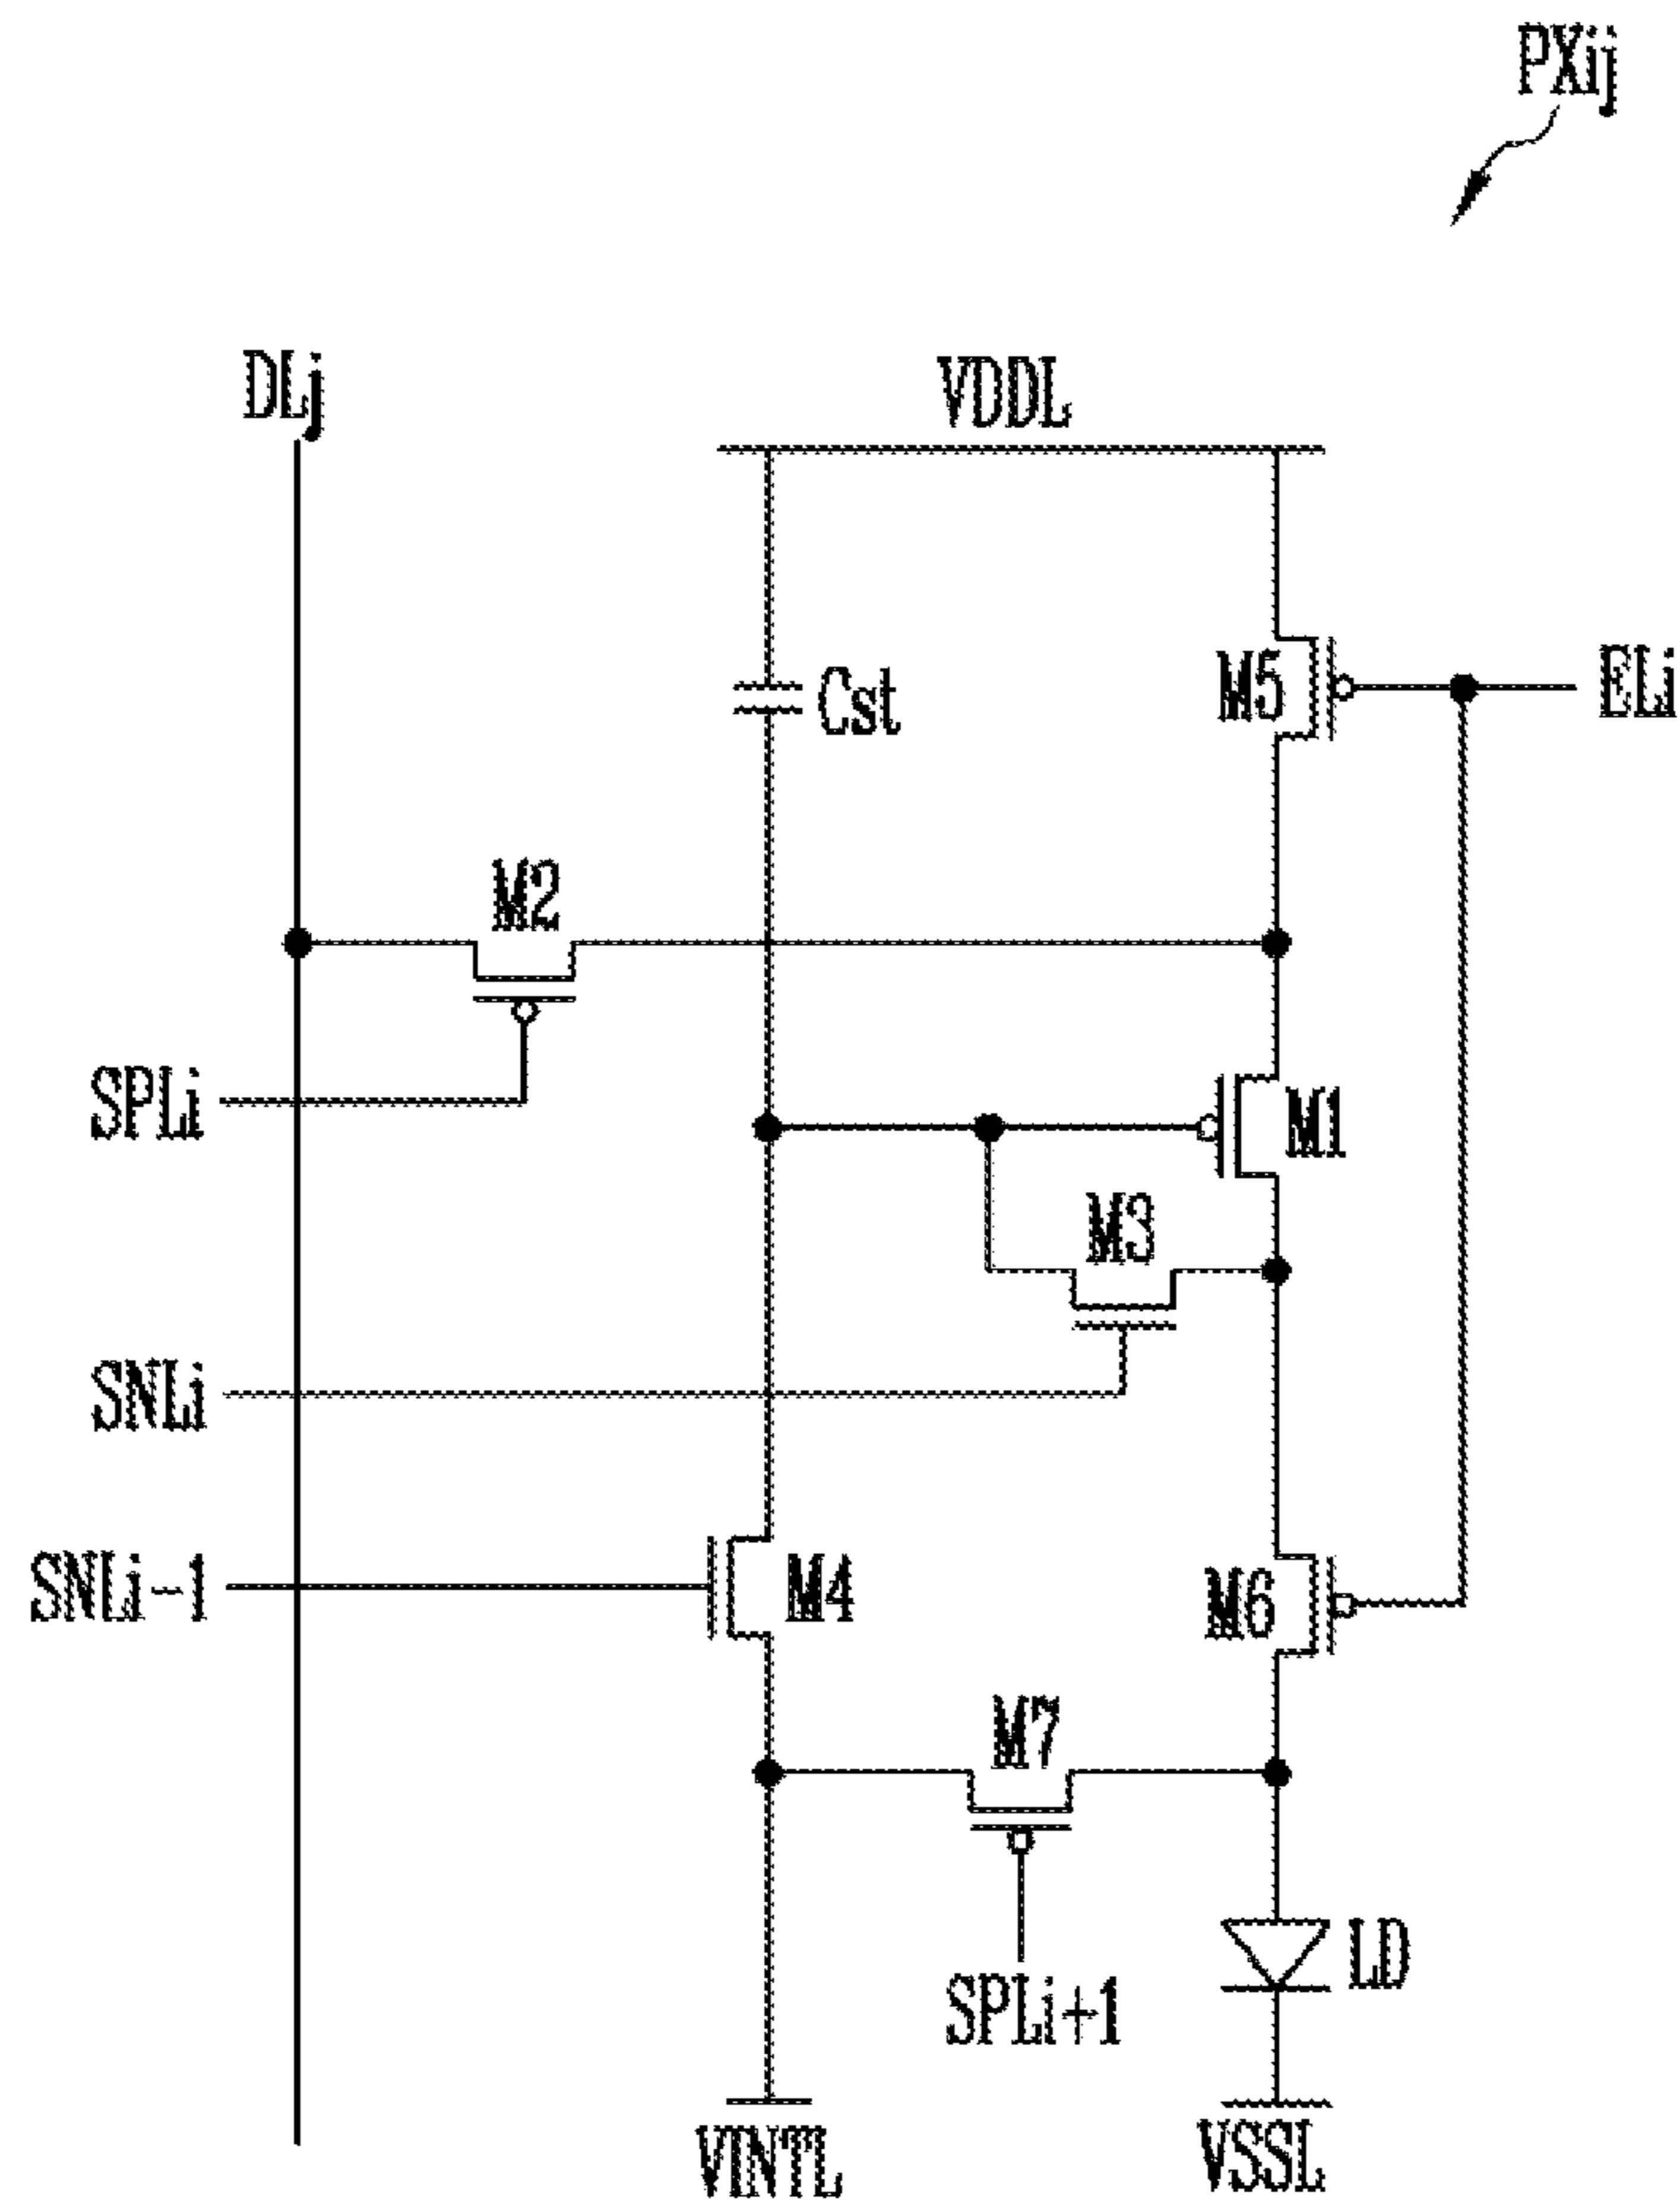 PXij
DLj
VDDL
Cst
M5
ELi
M2
SPLi
M1
M3
SNLi
SNLi-1
M4
M6
M7
LD
SPLi+1
VINTL
VSSL